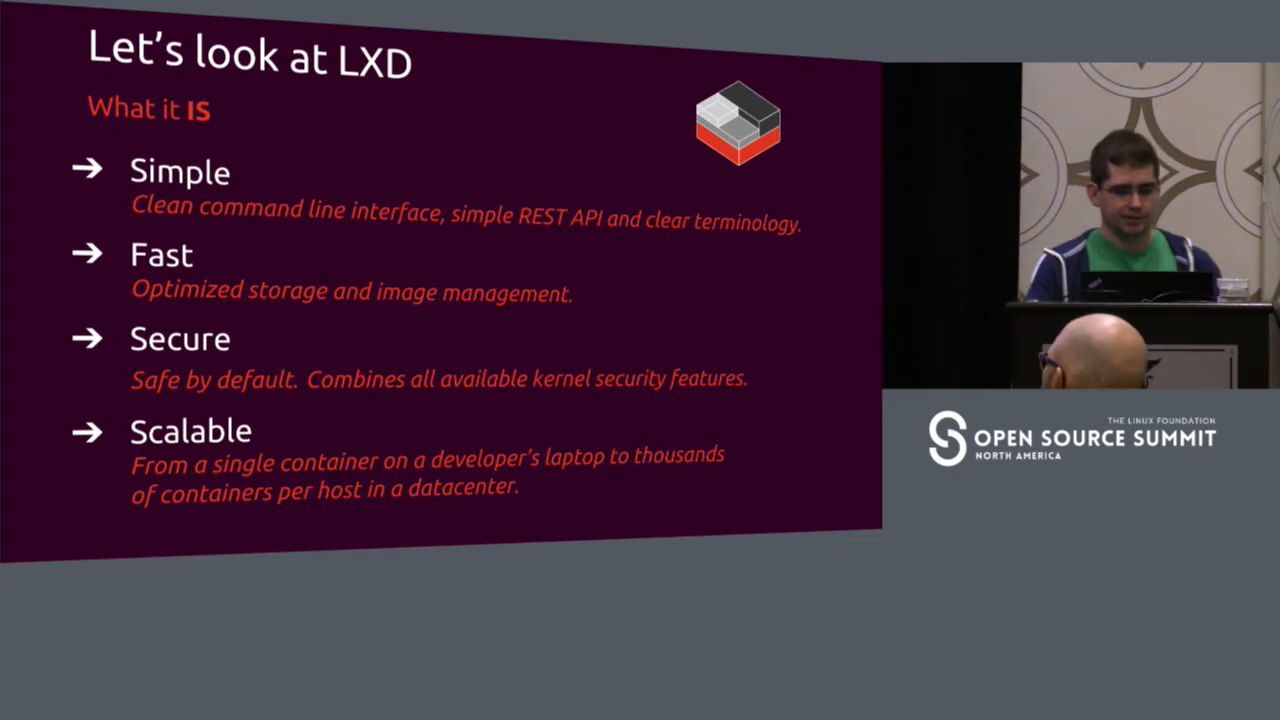 Let's look at LXD
What it IS
➔ Simple
Clean command line interface, simple REST API and clear terminology.
➔ Fast
Optimized storage and image management.
➔ Secure
Safe by default. Combines all available kernel security features.
➔ Scalable
From a single container on a developer's laptop to thousands
of containers per host in a datacenter.
THE LINUX FOUNDATION
OPEN SOURCE SUMMIT
NORTH AMERICA